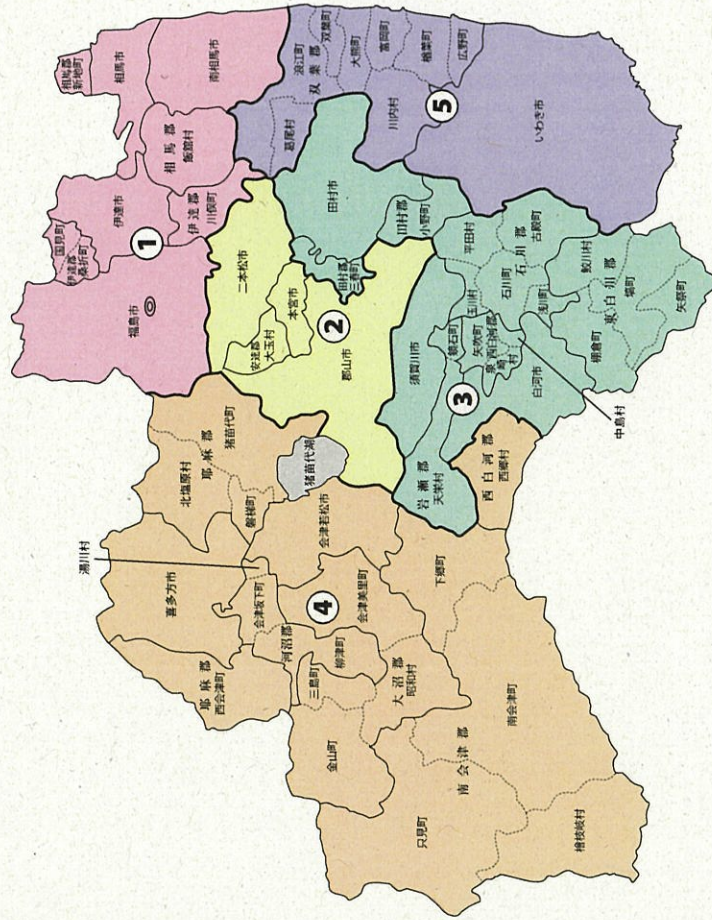 相馬郡
新地町
相馬市
南相馬市
相馬郡
飯舘村
伊達市
国見町
伊達郡
桑折町
伊達郡
川俣町
福島市
1
二本松市
本宮市
安達郡
大玉村
郡山市
2
猪苗代湖
田村市
田村郡
三春町
田村郡
小野町
須賀川市
鏡石町
岩瀬郡
天栄村
玉川村
平田村
石川郡
石川町
古殿町
浅川町
矢吹町
西白河郡
泉崎村
中島村
白河市
東白川郡
鮫川村
棚倉町
塙町
矢祭町
3
西白河郡
西郷村
北塩原村
耶麻郡
猪苗代町
磐梯町
会津若松市
湯川村
喜多方市
会津坂下町
河沼郡
柳津町
会津美里町
耶麻郡
西会津町
三島町
金山町
大沼郡
昭和村
下郷町
南会津郡
南会津町
只見町
檜枝岐村
4
浪江町
双葉郡
双葉町
大熊町
富岡町
楢葉町
広野町
葛尾村
川内村
いわき市
5